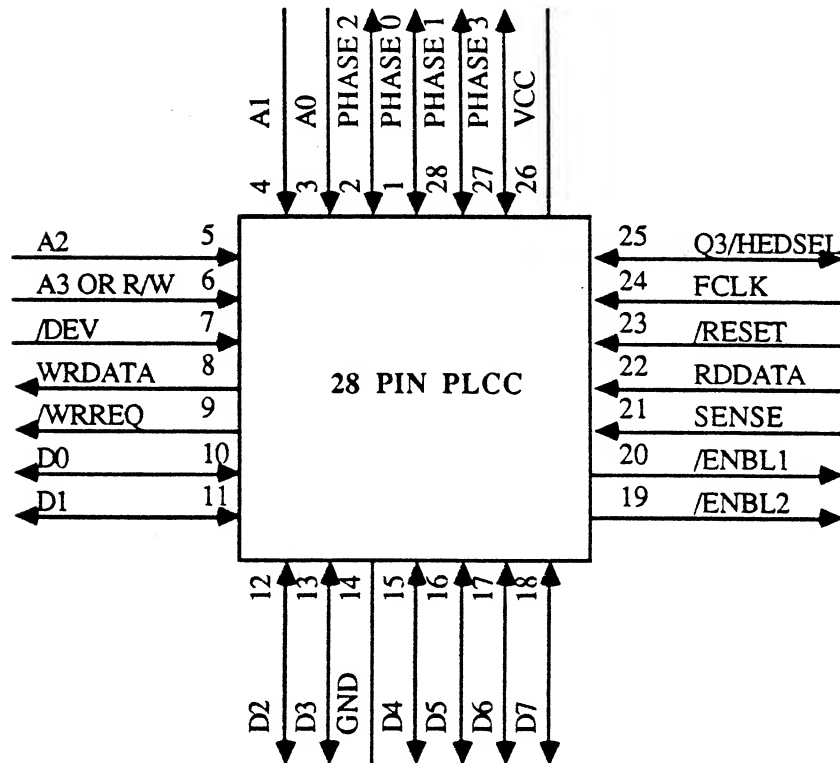 A1
A0
PHASE 2
PHASE 0
PHASE 1
PHASE 3
VCC
4
3
2
1
28
27
26
A2 5
A3 OR R/W 6
/DEV 7
WRDATA 8
/WRREQ 9
D0 10
D1 11
28 PIN PLCC
25 Q3/HEDSEL
24 FCLK
23 /RESET
22 RDDATA
21 SENSE
20 /ENBL1
19 /ENBL2
12
13
14
15
16
17
18
D2
D3
GND
D4
D5
D6
D7